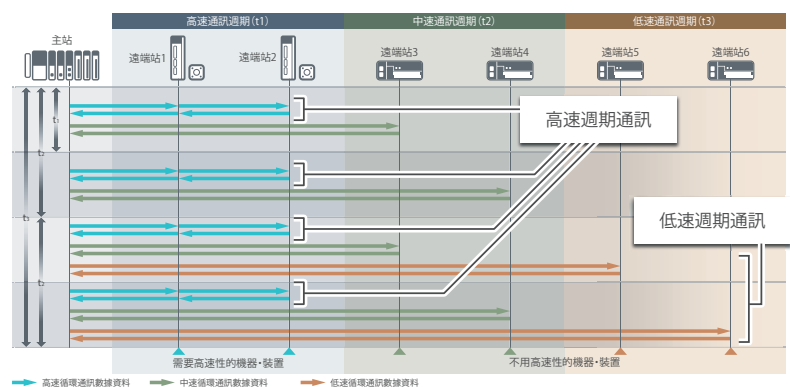 高速通訊週期(t1)
中速通訊週期(t2)
低速通訊週期(t3)
主站
遠端站1
遠端站2
遠端站3
遠端站4
遠端站5
遠端站6
t₁
t₂
t₃
t₂
高速週期通訊
低速週期通訊
需要高速性的機器・裝置
不用高速性的機器・裝置
高速循環通訊數據資料
中速循環通訊數據資料
低速循環通訊數據資料